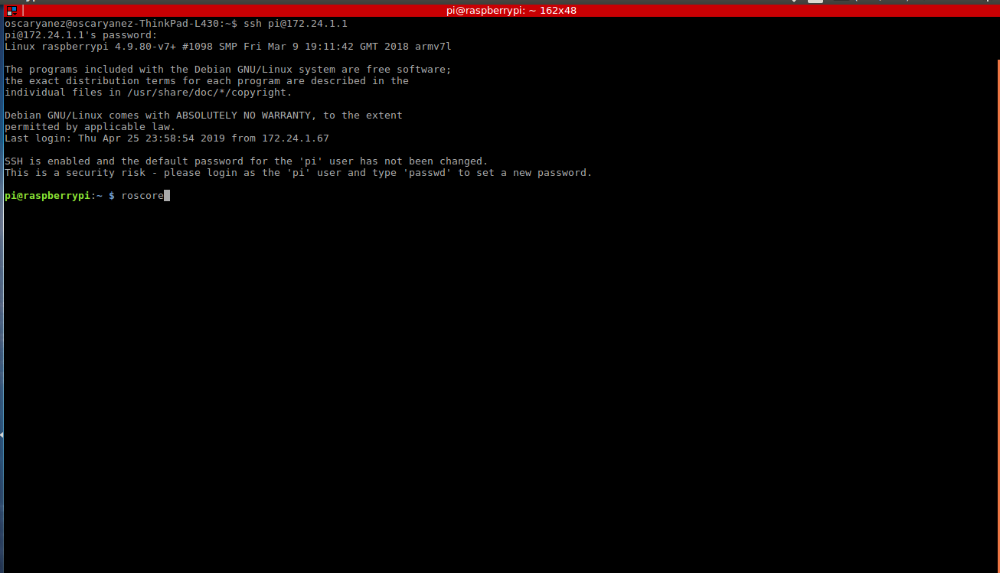 pi@raspberrypi: ~ 162x48
oscaryanez@oscaryanez-ThinkPad-L430:~$ ssh pi@172.24.1.1
pi@172.24.1.1's password:
Linux raspberrypi 4.9.80-v7+ #1098 SMP Fri Mar 9 19:11:42 GMT 2018 armv7l
The programs included with the Debian GNU/Linux system are free software;
the exact distribution terms for each program are described in the
individual files in /usr/share/doc/*/copyright.
Debian GNU/Linux comes with ABSOLUTELY NO WARRANTY, to the extent
permitted by applicable law.
Last login: Thu Apr 25 23:58:54 2019 from 172.24.1.67
SSH is enabled and the default password for the 'pi' user has not been changed.
This is a security risk - please login as the 'pi' user and type 'passwd' to set a new password.
pi@raspberrypi:~ $ roscore